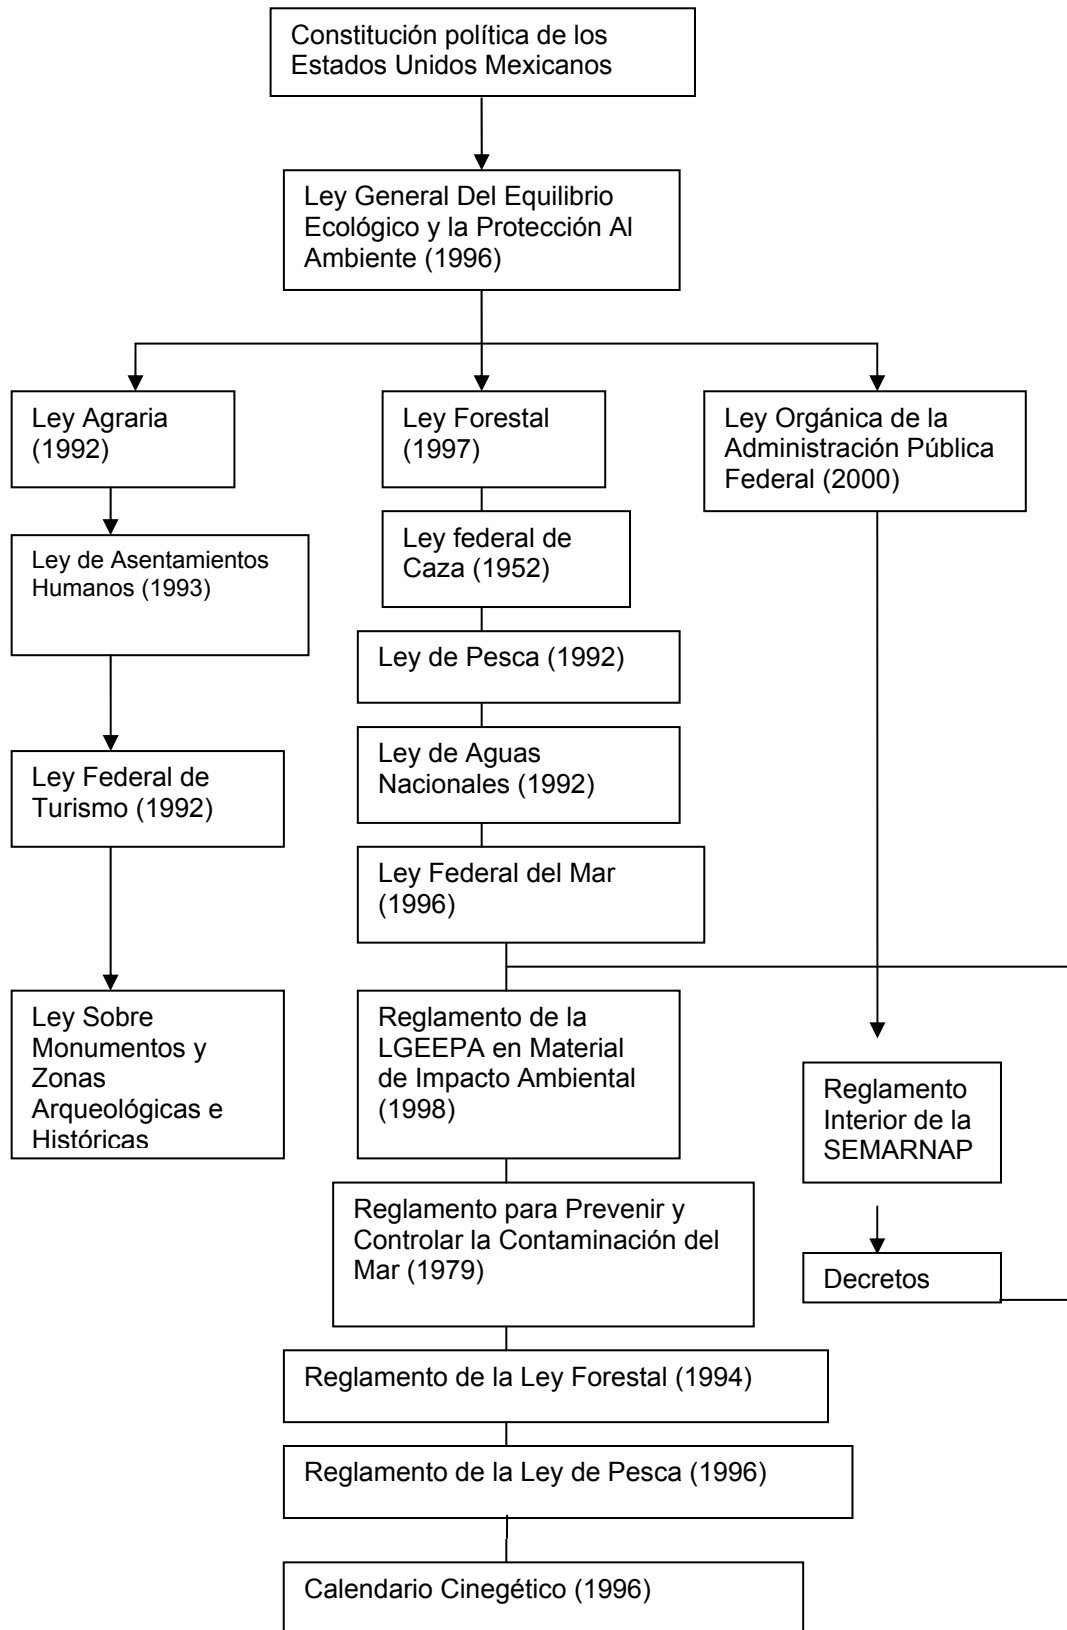 Constitución política de los
Estados Unidos Mexicanos
Ley General Del Equilibrio
Ecológico y la Protección Al
Ambiente (1996)
Ley Agraria
(1992)
Ley Forestal
(1997)
Ley Orgánica de la
Administración Pública
Federal (2000)
Ley federal de
Caza (1952)
Ley de Asentamientos
Humanos (1993)
Ley de Pesca (1992)
Ley de Aguas
Nacionales (1992)
Ley Federal de
Turismo (1992)
Ley Federal del Mar
(1996)
Ley Sobre
Monumentos y
Zonas
Arqueológicas e
Históricas
Reglamento de la
LGEEPA en Material
de Impacto Ambiental
(1998)
Reglamento
Interior de la
SEMARNAP
Reglamento para Prevenir y
Controlar la Contaminación del
Mar (1979)
Decretos
Reglamento de la Ley Forestal (1994)
Reglamento de la Ley de Pesca (1996)
Calendario Cinegético (1996)